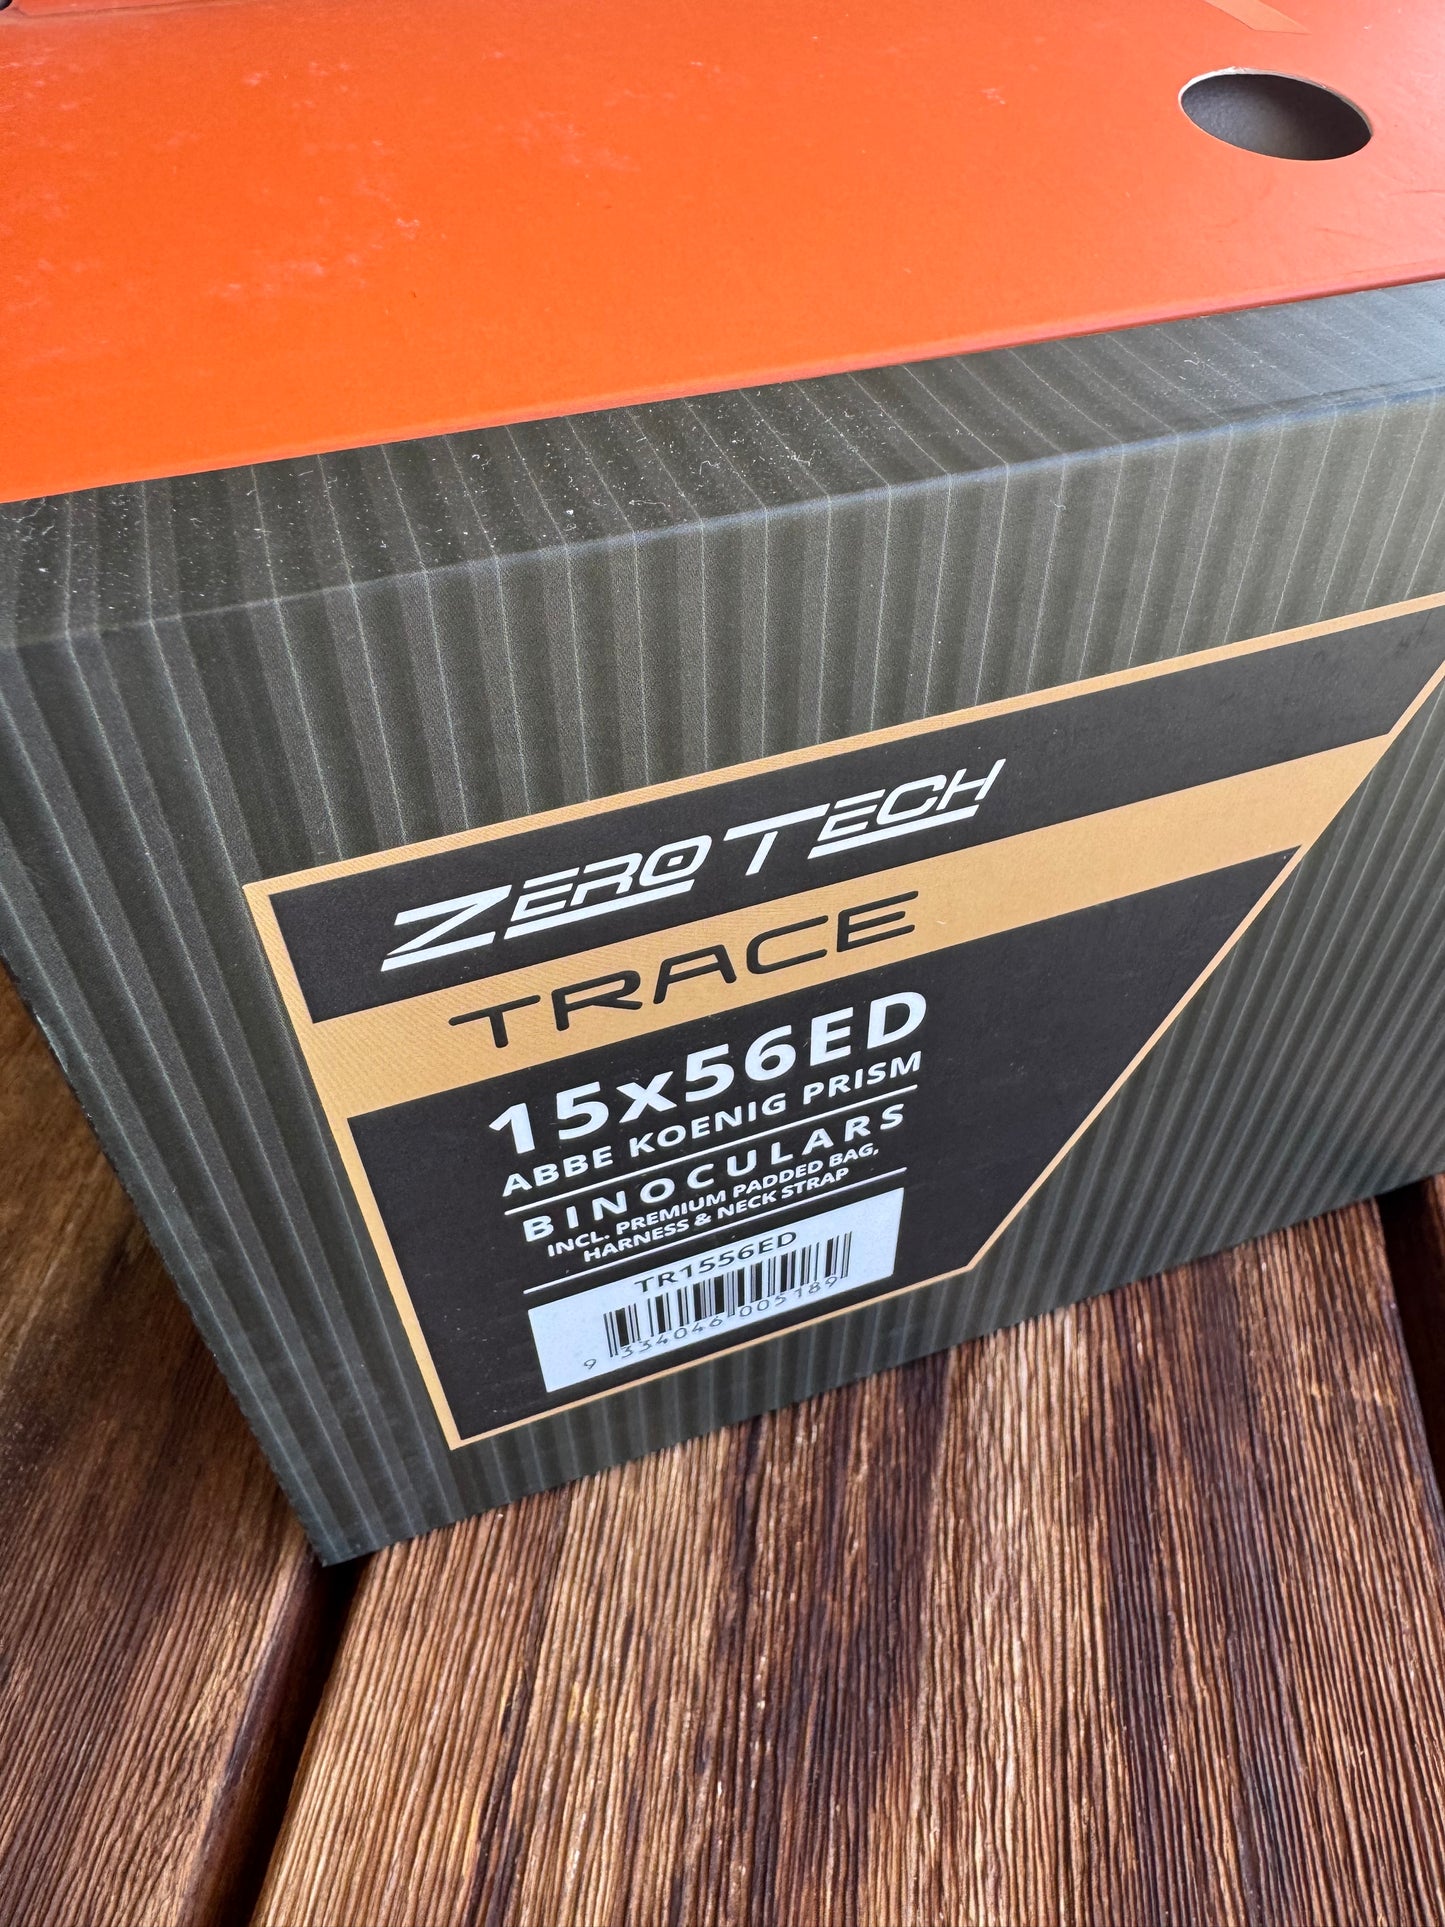 ZEROTECH
TRACE
15x56ED
ABBE KOENIG PRISM
BINOCULARS
INCL. PREMIUM PADDED BAG,
HARNESS & NECK STRAP
TR1556ED
9 334046 005189